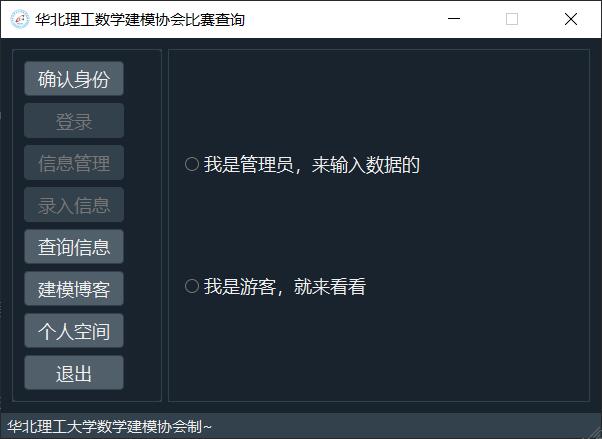 华北理工数学建模协会比赛查询
确认身份
登录
信息管理
录入信息
查询信息
建模博客
个人空间
退出
我是管理员，来输入数据的
我是游客，就来看看
华北理工大学数学建模协会制~